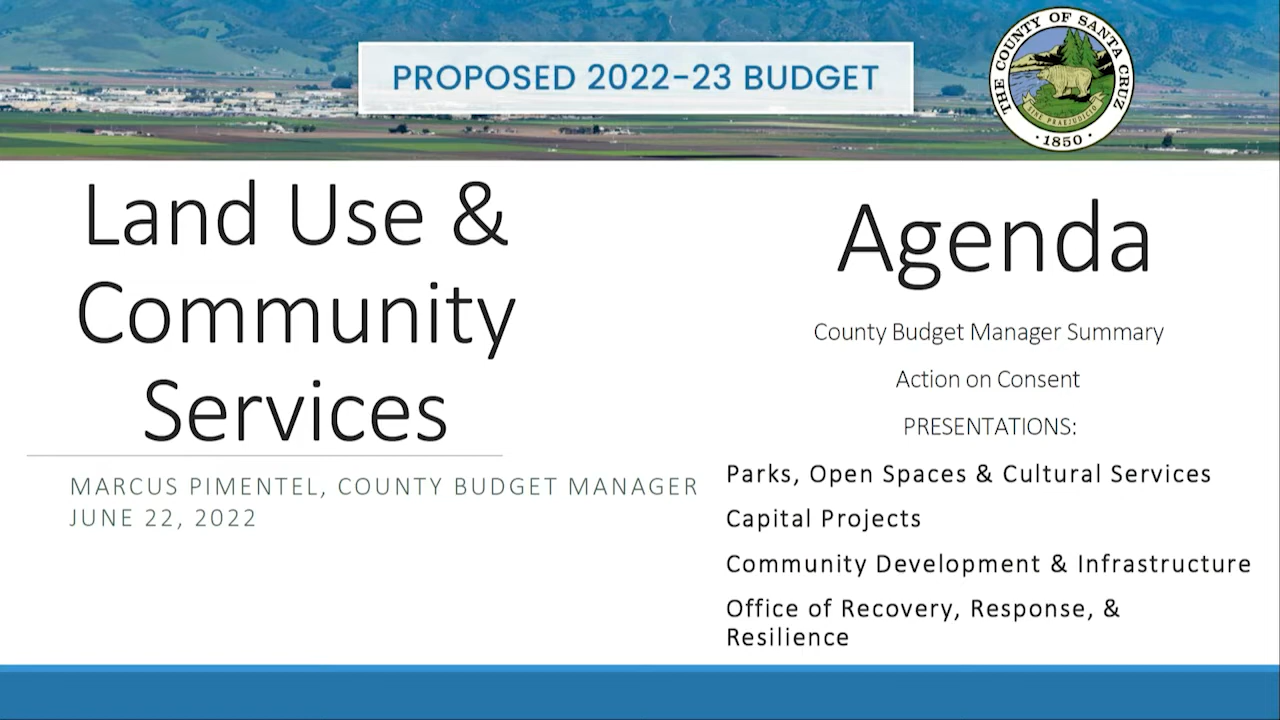 PROPOSED 2022-23 BUDGET
THE COUNTY OF SANTA CRUZ
SINE PRAEJUDICIO
1850
Land Use &
Community
Services
MARCUS PIMENTEL, COUNTY BUDGET MANAGER
JUNE 22, 2022
Agenda
County Budget Manager Summary
Action on Consent
PRESENTATIONS:
Parks, Open Spaces & Cultural Services
Capital Projects
Community Development & Infrastructure
Office of Recovery, Response, &
Resilience